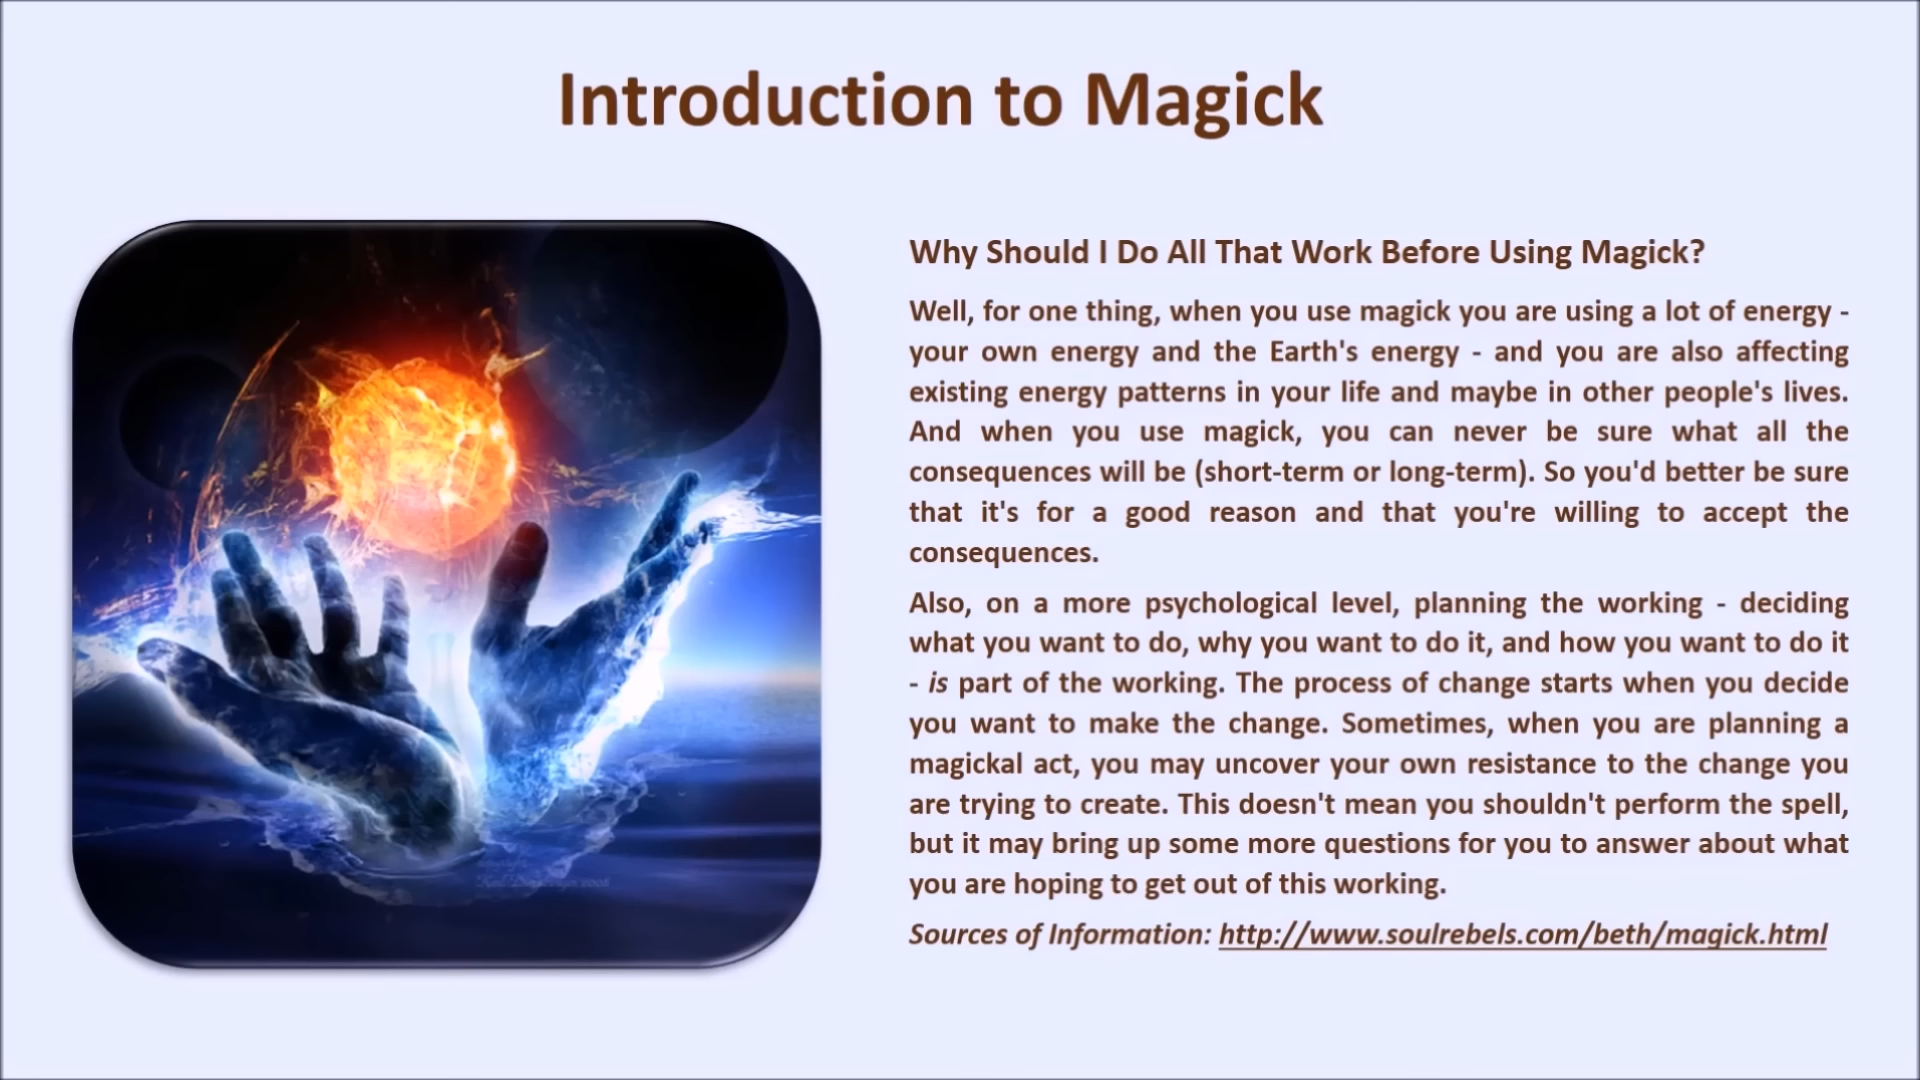 Introduction to Magick
Why Should I Do All That Work Before Using Magick?
Well, for one thing, when you use magick you are using a lot of energy -
your own energy and the Earth's energy - and you are also affecting
existing energy patterns in your life and maybe in other people's lives.
And when you use magick, you can never be sure what all the
consequences will be (short-term or long-term). So you'd better be sure
that it's for a good reason and that you're willing to accept the
consequences.
Also, on a more psychological level, planning the working - deciding
what you want to do, why you want to do it, and how you want to do it
- is part of the working. The process of change starts when you decide
you want to make the change. Sometimes, when you are planning a
magickal act, you may uncover your own resistance to the change you
are trying to create. This doesn't mean you shouldn't perform the spell,
but it may bring up some more questions for you to answer about what
you are hoping to get out of this working.
Sources of Information: http://www.soulrebels.com/beth/magick.html